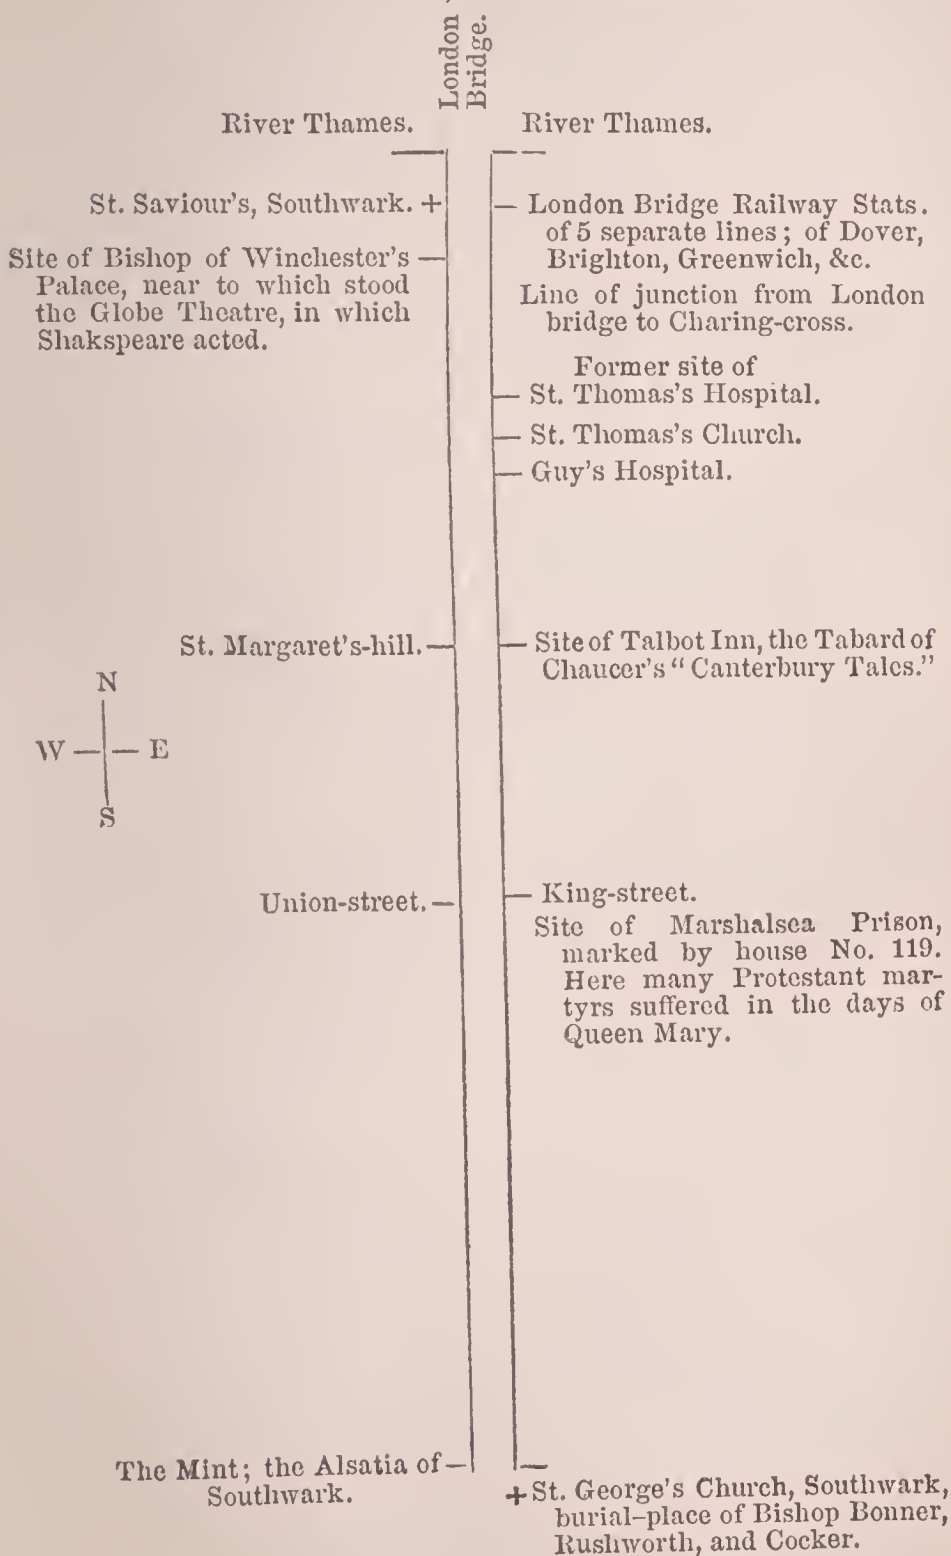 London
Bridge.
River Thames.
River Thames.
St. Saviour's, Southwark. +
Site of Bishop of Winchester's
Palace, near to which stood
the Globe Theatre, in which
Shakspeare acted.
London Bridge Railway Stats.
of 5 separate lines; of Dover,
Brighton, Greenwich, &c.
Line of junction from London
bridge to Charing-cross.
Former site of
St. Thomas's Hospital.
St. Thomas's Church.
Guy's Hospital.
St. Margaret's-hill.
Site of Talbot Inn, the Tabard of
Chaucer's "Canterbury Tales."
N
W
E
S
Union-street.
King-street.
Site of Marshalsea Prison,
marked by house No. 119.
Here many Protestant mar-
tyrs suffered in the days of
Queen Mary.
The Mint; the Alsatia of
Southwark.
+ St. George's Church, Southwark,
burial-place of Bishop Bonner,
Rushworth, and Cocker.